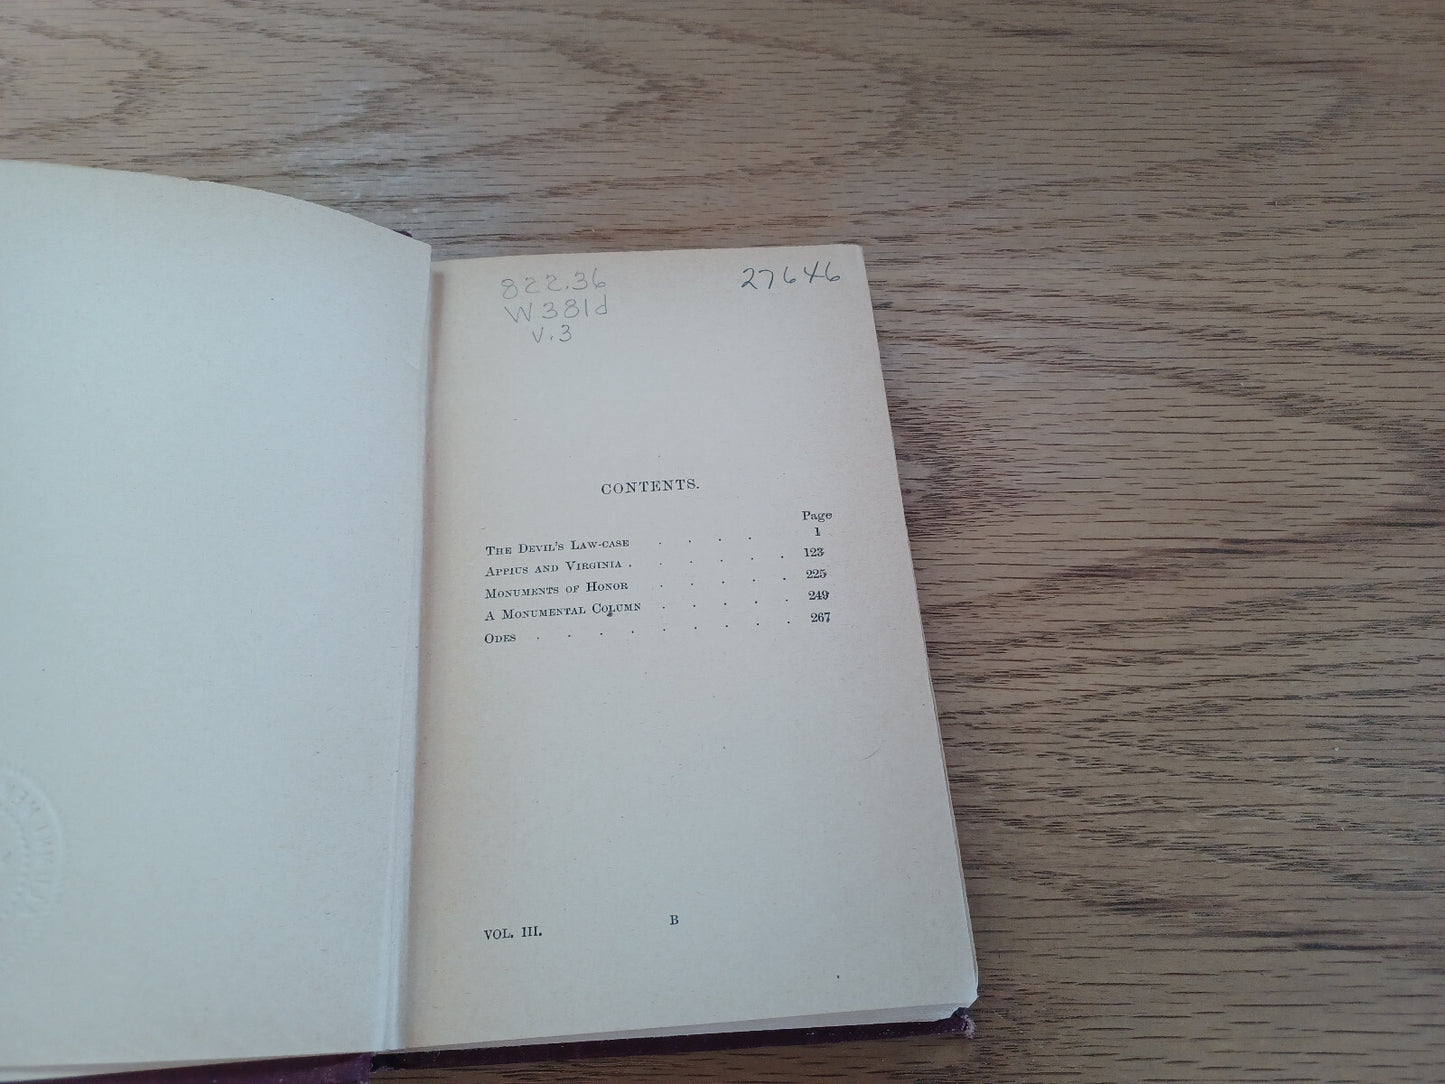 822.36
27646
W381d
V.3
CONTENTS.
Page
THE DEVIL'S LAW-CASE . . . . 1
APPIUS AND VIRGINIA . . . . . . 123
MONUMENTS OF HONOR . . . . . 225
A MONUMENTAL COLUMN . . . . . 249
ODES . . . . . . . . . 267
VOL. III.
B